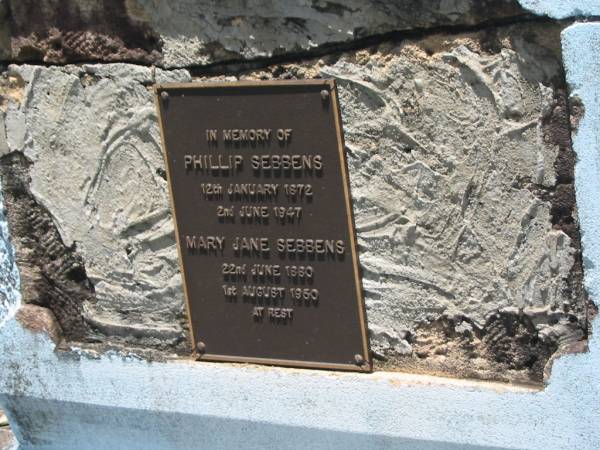 IN MEMORY OF
PHILLIP SEBBENS
12th JANUARY 1872
2nd JUNE 1947
MARY JANE SEBBENS
22nd JUNE 1880
1st AUGUST 1950
AT REST